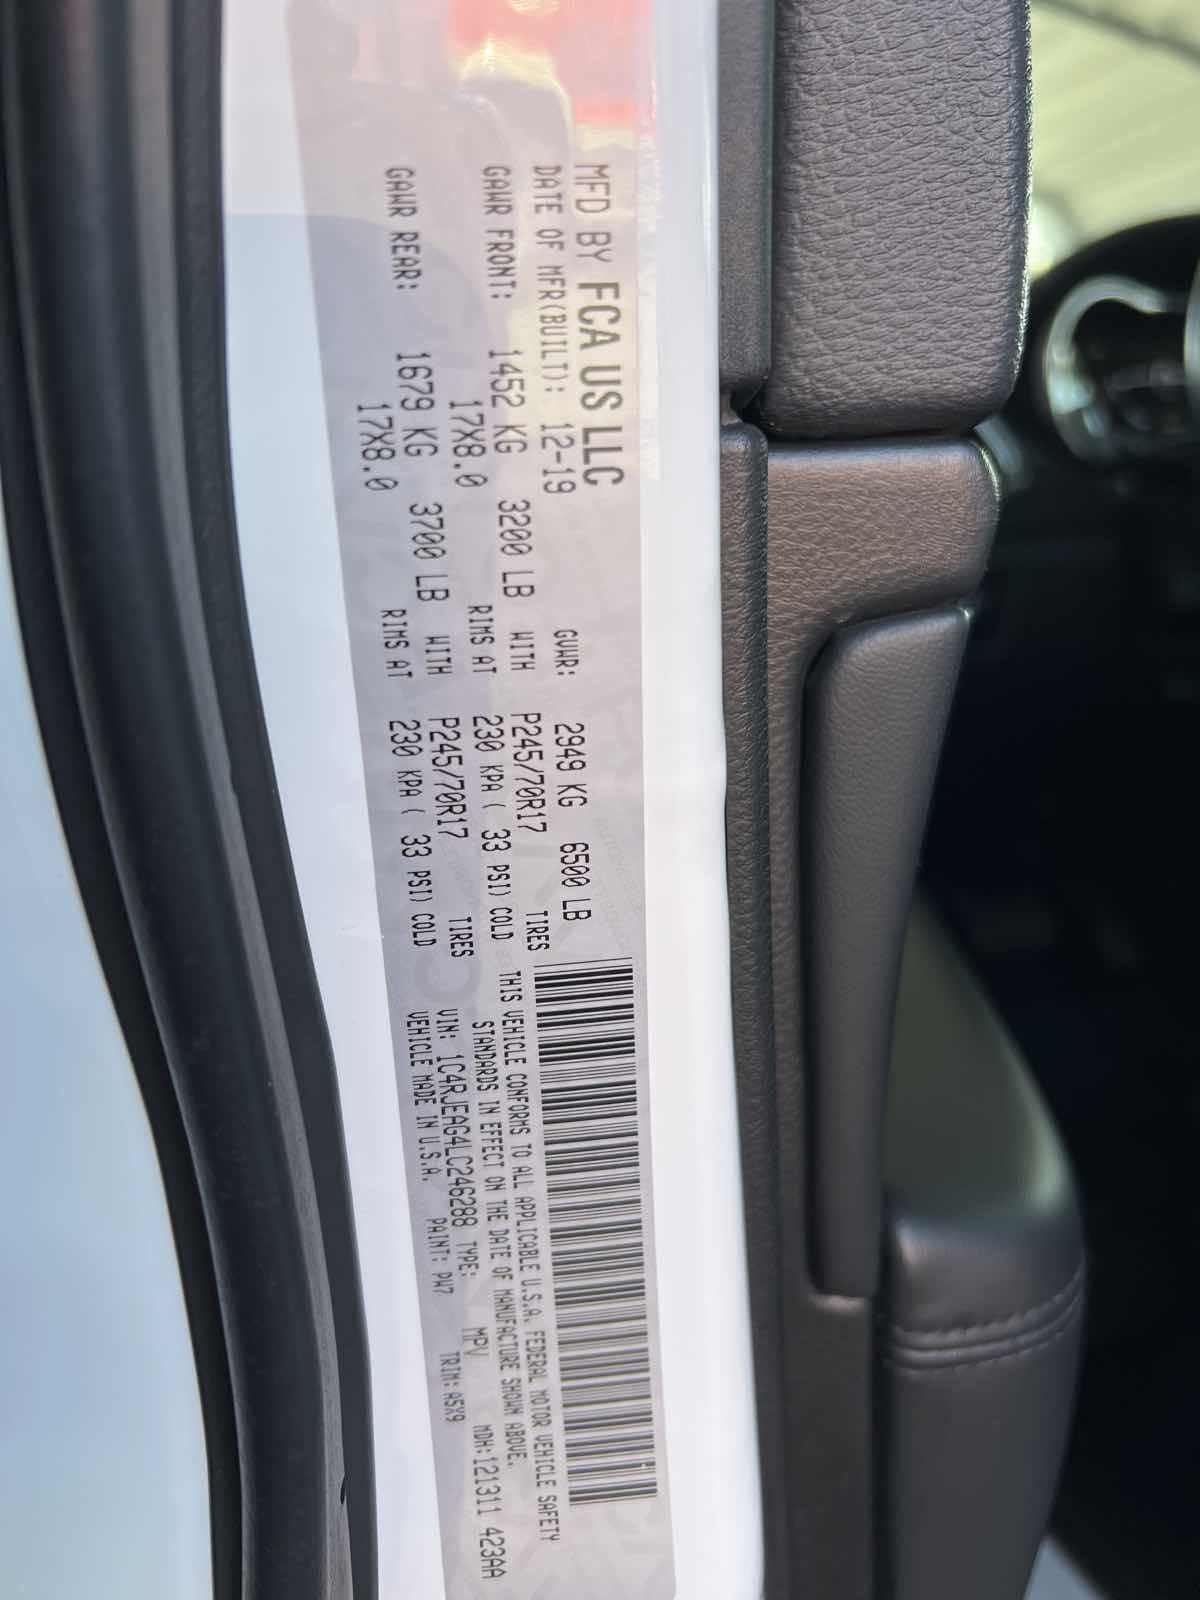 MFD BY FCA US LLC
DATE OF MFR(BUILT): 12-19 GVWR: 2949 KG 6500 LB
GAWR FRONT: 1452 KG 3200 LB WITH P245/70R17 TIRES
17X8.0 RIMS AT 230 KPA ( 33 PSI) COLD
GAWR REAR: 1679 KG 3700 LB WITH P245/70R17 TIRES
17X8.0 RIMS AT 230 KPA ( 33 PSI) COLD
THIS VEHICLE CONFORMS TO ALL APPLICABLE U.S.A. FEDERAL MOTOR VEHICLE SAFETY
STANDARDS IN EFFECT ON THE DATE OF MANUFACTURE SHOWN ABOVE.
VIN: 1C4RJEAG4LC246288 TYPE: MPV MDH:121311 423AA
VEHICLE MADE IN U.S.A. PAINT: PW7 TRIM: A5X9